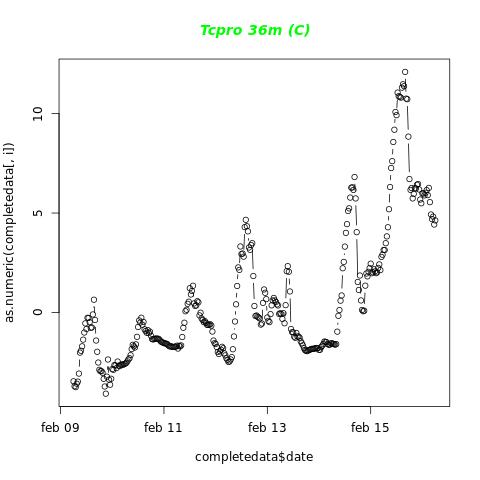 Tcpro 36m (C)
as.numeric(completedata[, i])
10
5
0
feb 09 feb 11 feb 13 feb 15
completedata$date